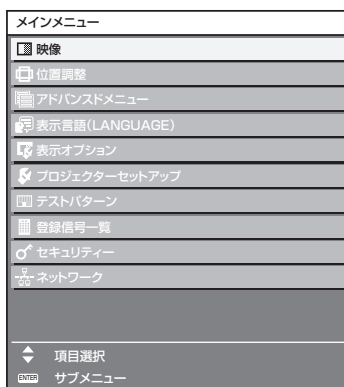 メインメニュー
映像
位置調整
アドバンスドメニュー
表示言語(LANGUAGE)
表示オプション
プロジェクターセットアップ
テストパターン
登録信号一覧
セキュリティー
ネットワーク
項目選択
ENTER サブメニュー